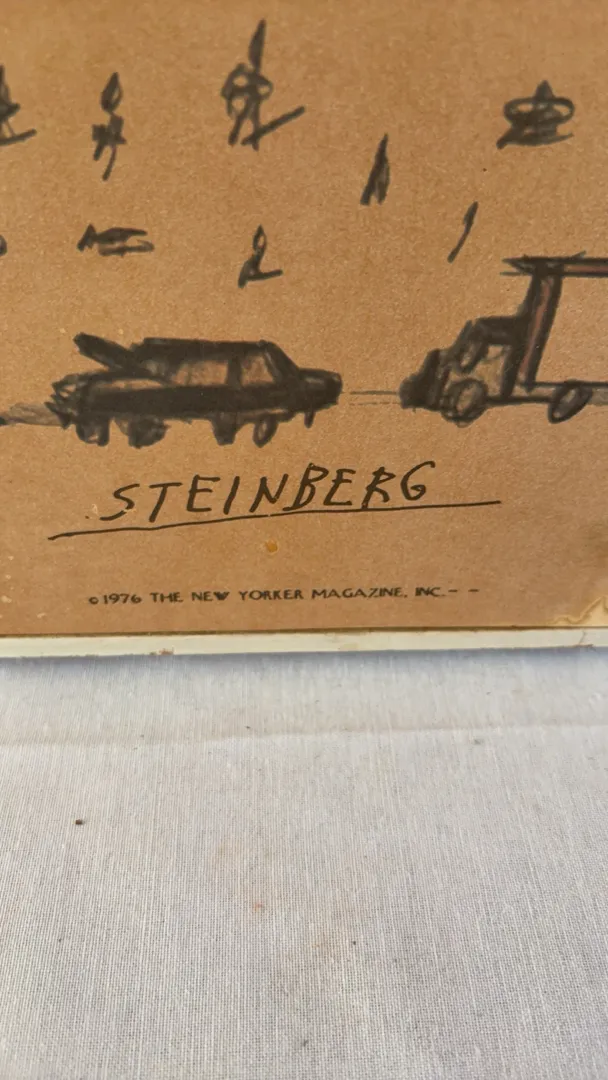 STEINBERG
©1976 THE NEW YORKER MAGAZINE, INC.- -